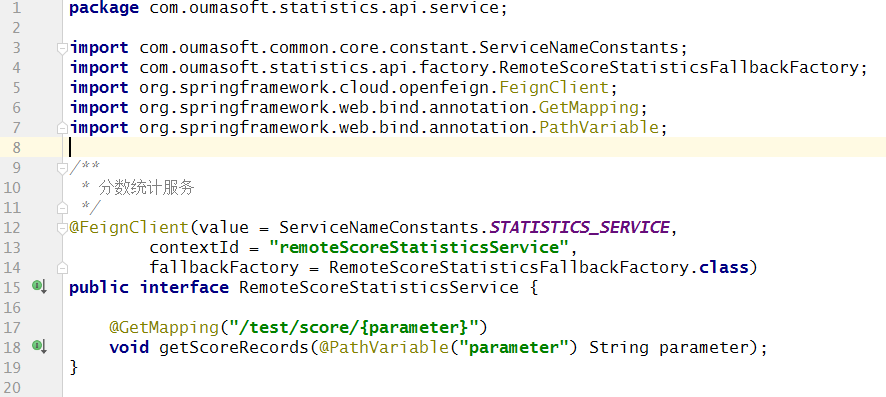 1 package com.oumasoft.statistics.api.service;
2
3 import com.oumasoft.common.core.constant.ServiceNameConstants;
4 import com.oumasoft.statistics.api.factory.RemoteScoreStatisticsFallbackFactory;
5 import org.springframework.cloud.openfeign.FeignClient;
6 import org.springframework.web.bind.annotation.GetMapping;
7 import org.springframework.web.bind.annotation.PathVariable;
8
9 /**
10  * 分数统计服务
11  */
12 @FeignClient(value = ServiceNameConstants.STATISTICS_SERVICE,
13         contextId = "remoteScoreStatisticsService",
14         fallbackFactory = RemoteScoreStatisticsFallbackFactory.class)
15 public interface RemoteScoreStatisticsService {
16
17     @GetMapping("/test/score/{parameter}")
18     void getScoreRecords(@PathVariable("parameter") String parameter);
19 }
20